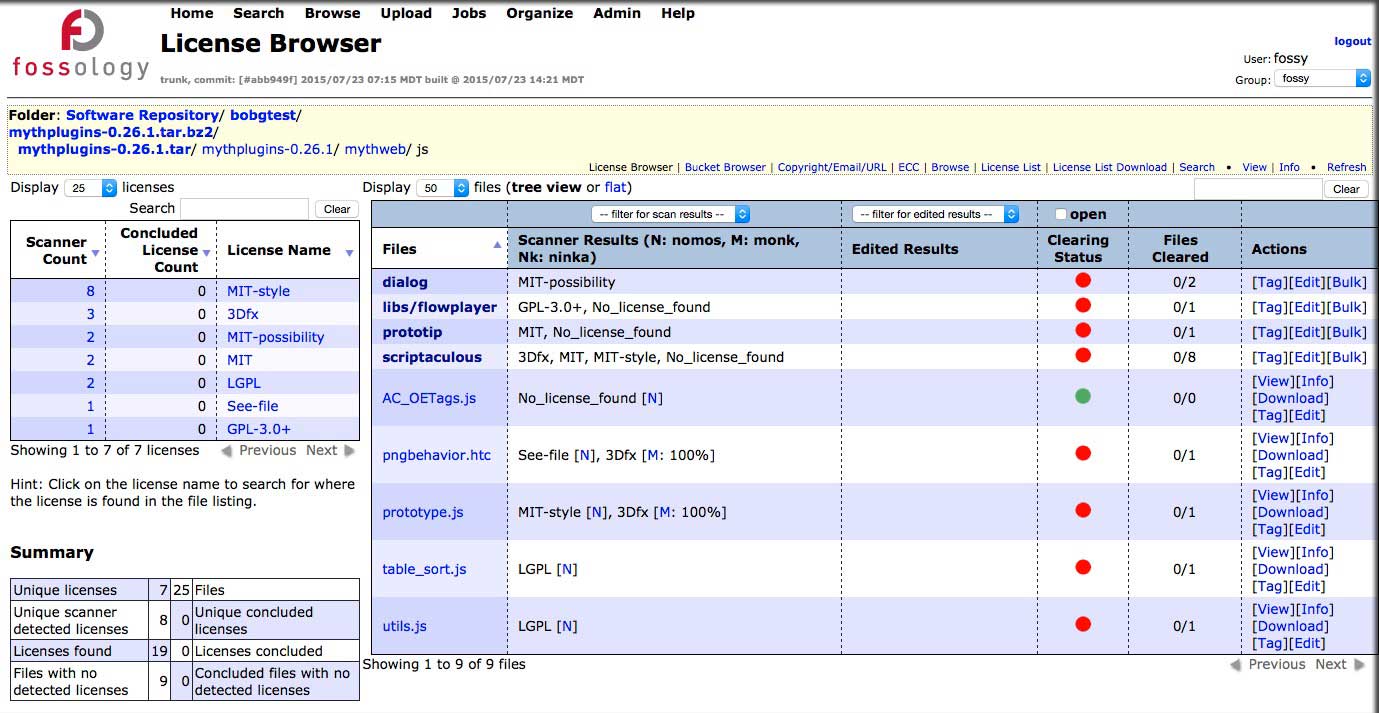 Home Search Browse Upload Jobs Organize Admin Help
fossology
License Browser
trunk, commit: [#abb949f] 2015/07/23 07:15 MDT built @ 2015/07/23 14:21 MDT
logout
User: fossy
Group: fossy
Folder: Software Repository/ bobgtest/
mythplugins-0.26.1.tar.bz2/
mythplugins-0.26.1.tar/ mythplugins-0.26.1/ mythweb/ js
License Browser | Bucket Browser | Copyright/Email/URL | ECC | Browse | License List | License List Download | Search • View | Info • Refresh
Display 25 licenses
Search Clear
Scanner Count Concluded License Count License Name
8 0 MIT-style
3 0 3Dfx
2 0 MIT-possibility
2 0 MIT
2 0 LGPL
1 0 See-file
1 0 GPL-3.0+
Showing 1 to 7 of 7 licenses Previous Next
Hint: Click on the license name to search for where
the license is found in the file listing.
Summary
Unique licenses 7 25 Files
Unique scanner detected licenses 8 0 Unique concluded licenses
Licenses found 19 0 Licenses concluded
Files with no detected licenses 9 0 Concluded files with no detected licenses
Display 50 files (tree view or flat)
Clear
-- filter for scan results -- -- filter for edited results -- open
Files Scanner Results (N: nomos, M: monk, Nk: ninka) Edited Results Clearing Status Files Cleared Actions
dialog MIT-possibility 0/2 [Tag][Edit][Bulk]
libs/flowplayer GPL-3.0+, No_license_found 0/1 [Tag][Edit][Bulk]
prototip MIT, No_license_found 0/1 [Tag][Edit][Bulk]
scriptaculous 3Dfx, MIT, MIT-style, No_license_found 0/8 [Tag][Edit][Bulk]
AC_OETags.js No_license_found [N] 0/0 [View][Info][Download][Tag][Edit]
pngbehavior.htc See-file [N], 3Dfx [M: 100%] 0/1 [View][Info][Download][Tag][Edit]
prototype.js MIT-style [N], 3Dfx [M: 100%] 0/1 [View][Info][Download][Tag][Edit]
table_sort.js LGPL [N] 0/1 [View][Info][Download][Tag][Edit]
utils.js LGPL [N] 0/1 [View][Info][Download][Tag][Edit]
Showing 1 to 9 of 9 files Previous Next